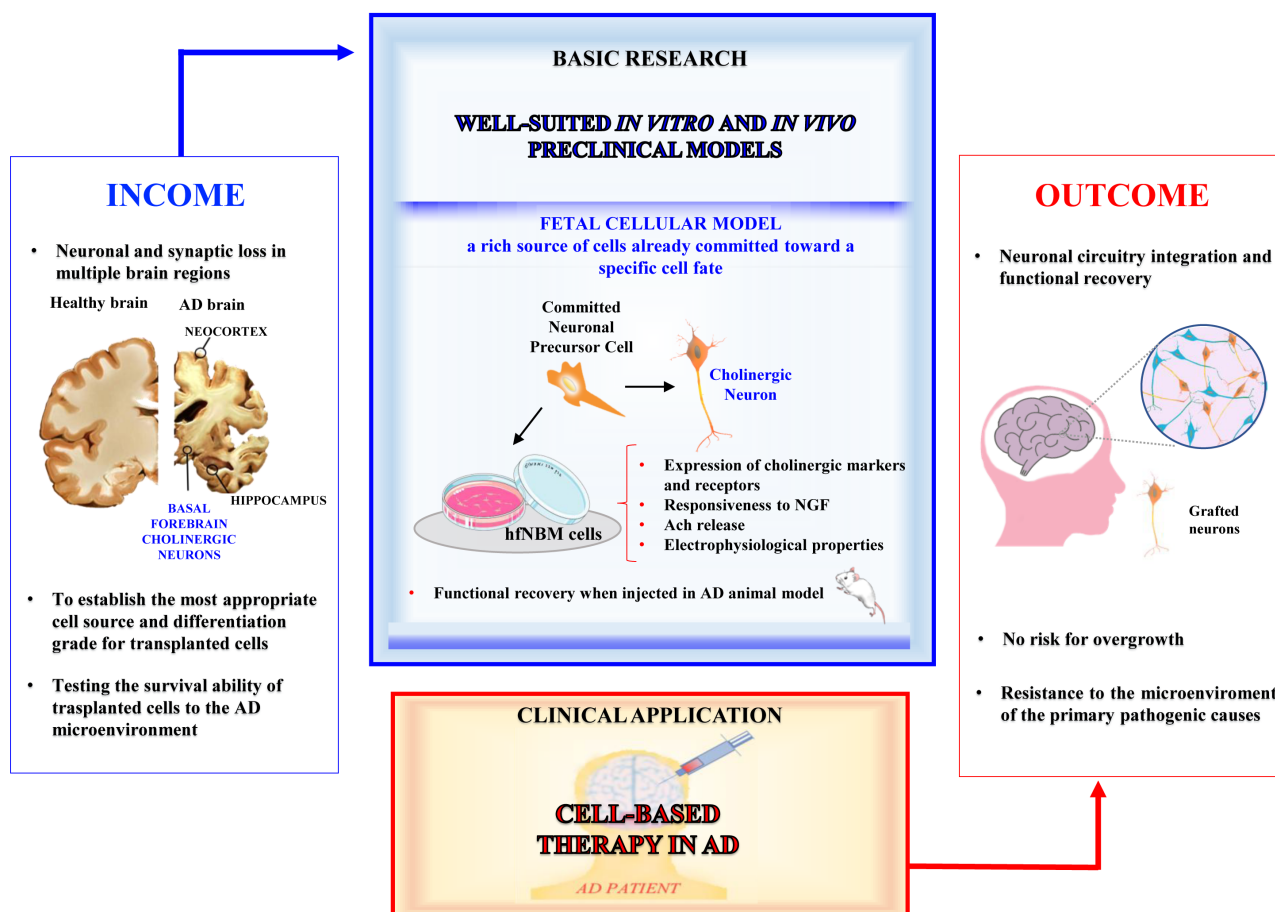 INCOME
• Neuronal and synaptic loss in
multiple brain regions
Healthy brain
AD brain
NEOCORTEX
HIPPOCAMPUS
BASAL
FOREBRAIN
CHOLINERGIC
NEURONS
• To establish the most appropriate
cell source and differentiation
grade for transplanted cells
• Testing the survival ability of
trasplanted cells to the AD
microenvironment
BASIC RESEARCH
WELL-SUITED IN VITRO AND IN VIVO
PRECLINICAL MODELS
FETAL CELLULAR MODEL
a rich source of cells already committed toward a
specific cell fate
Committed
Neuronal
Precursor Cell
Cholinergic
Neuron
hfNBM cells
• Expression of cholinergic markers
and receptors
• Responsiveness to NGF
• Ach release
• Electrophysiological properties
• Functional recovery when injected in AD animal model
CLINICAL APPLICATION
CELL-BASED
THERAPY IN AD
AD PATIENT
OUTCOME
• Neuronal circuitry integration and
functional recovery
Grafted
neurons
• No risk for overgrowth
• Resistance to the microenviroment
of the primary pathogenic causes